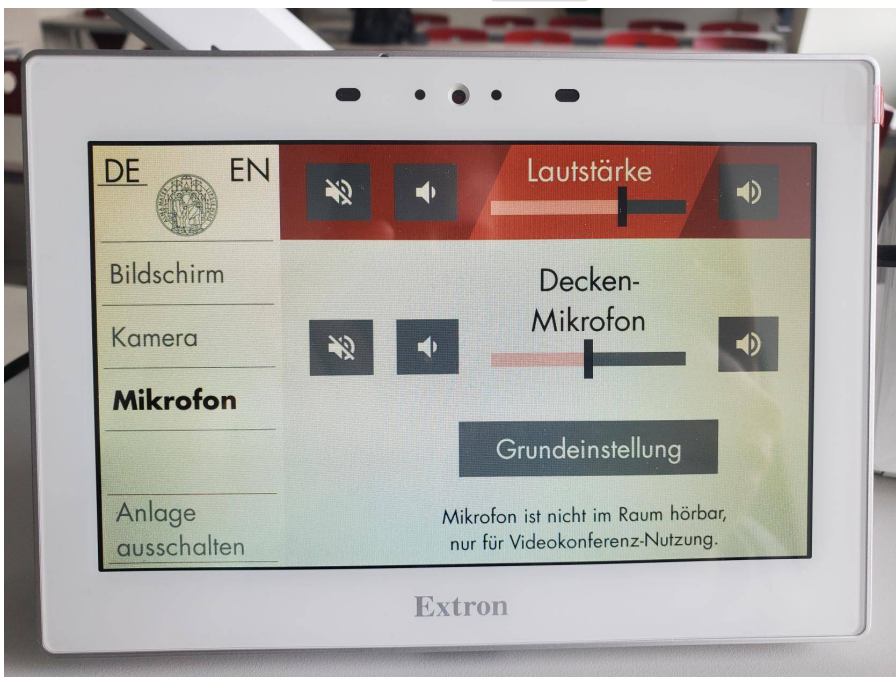 DE
EN
Lautstärke
Bildschirm
Kamera
Mikrofon
Anlage
ausschalten
Decken-
Mikrofon
Grundeinstellung
Mikrofon ist nicht im Raum hörbar,
nur für Videokonferenz-Nutzung.
Extron